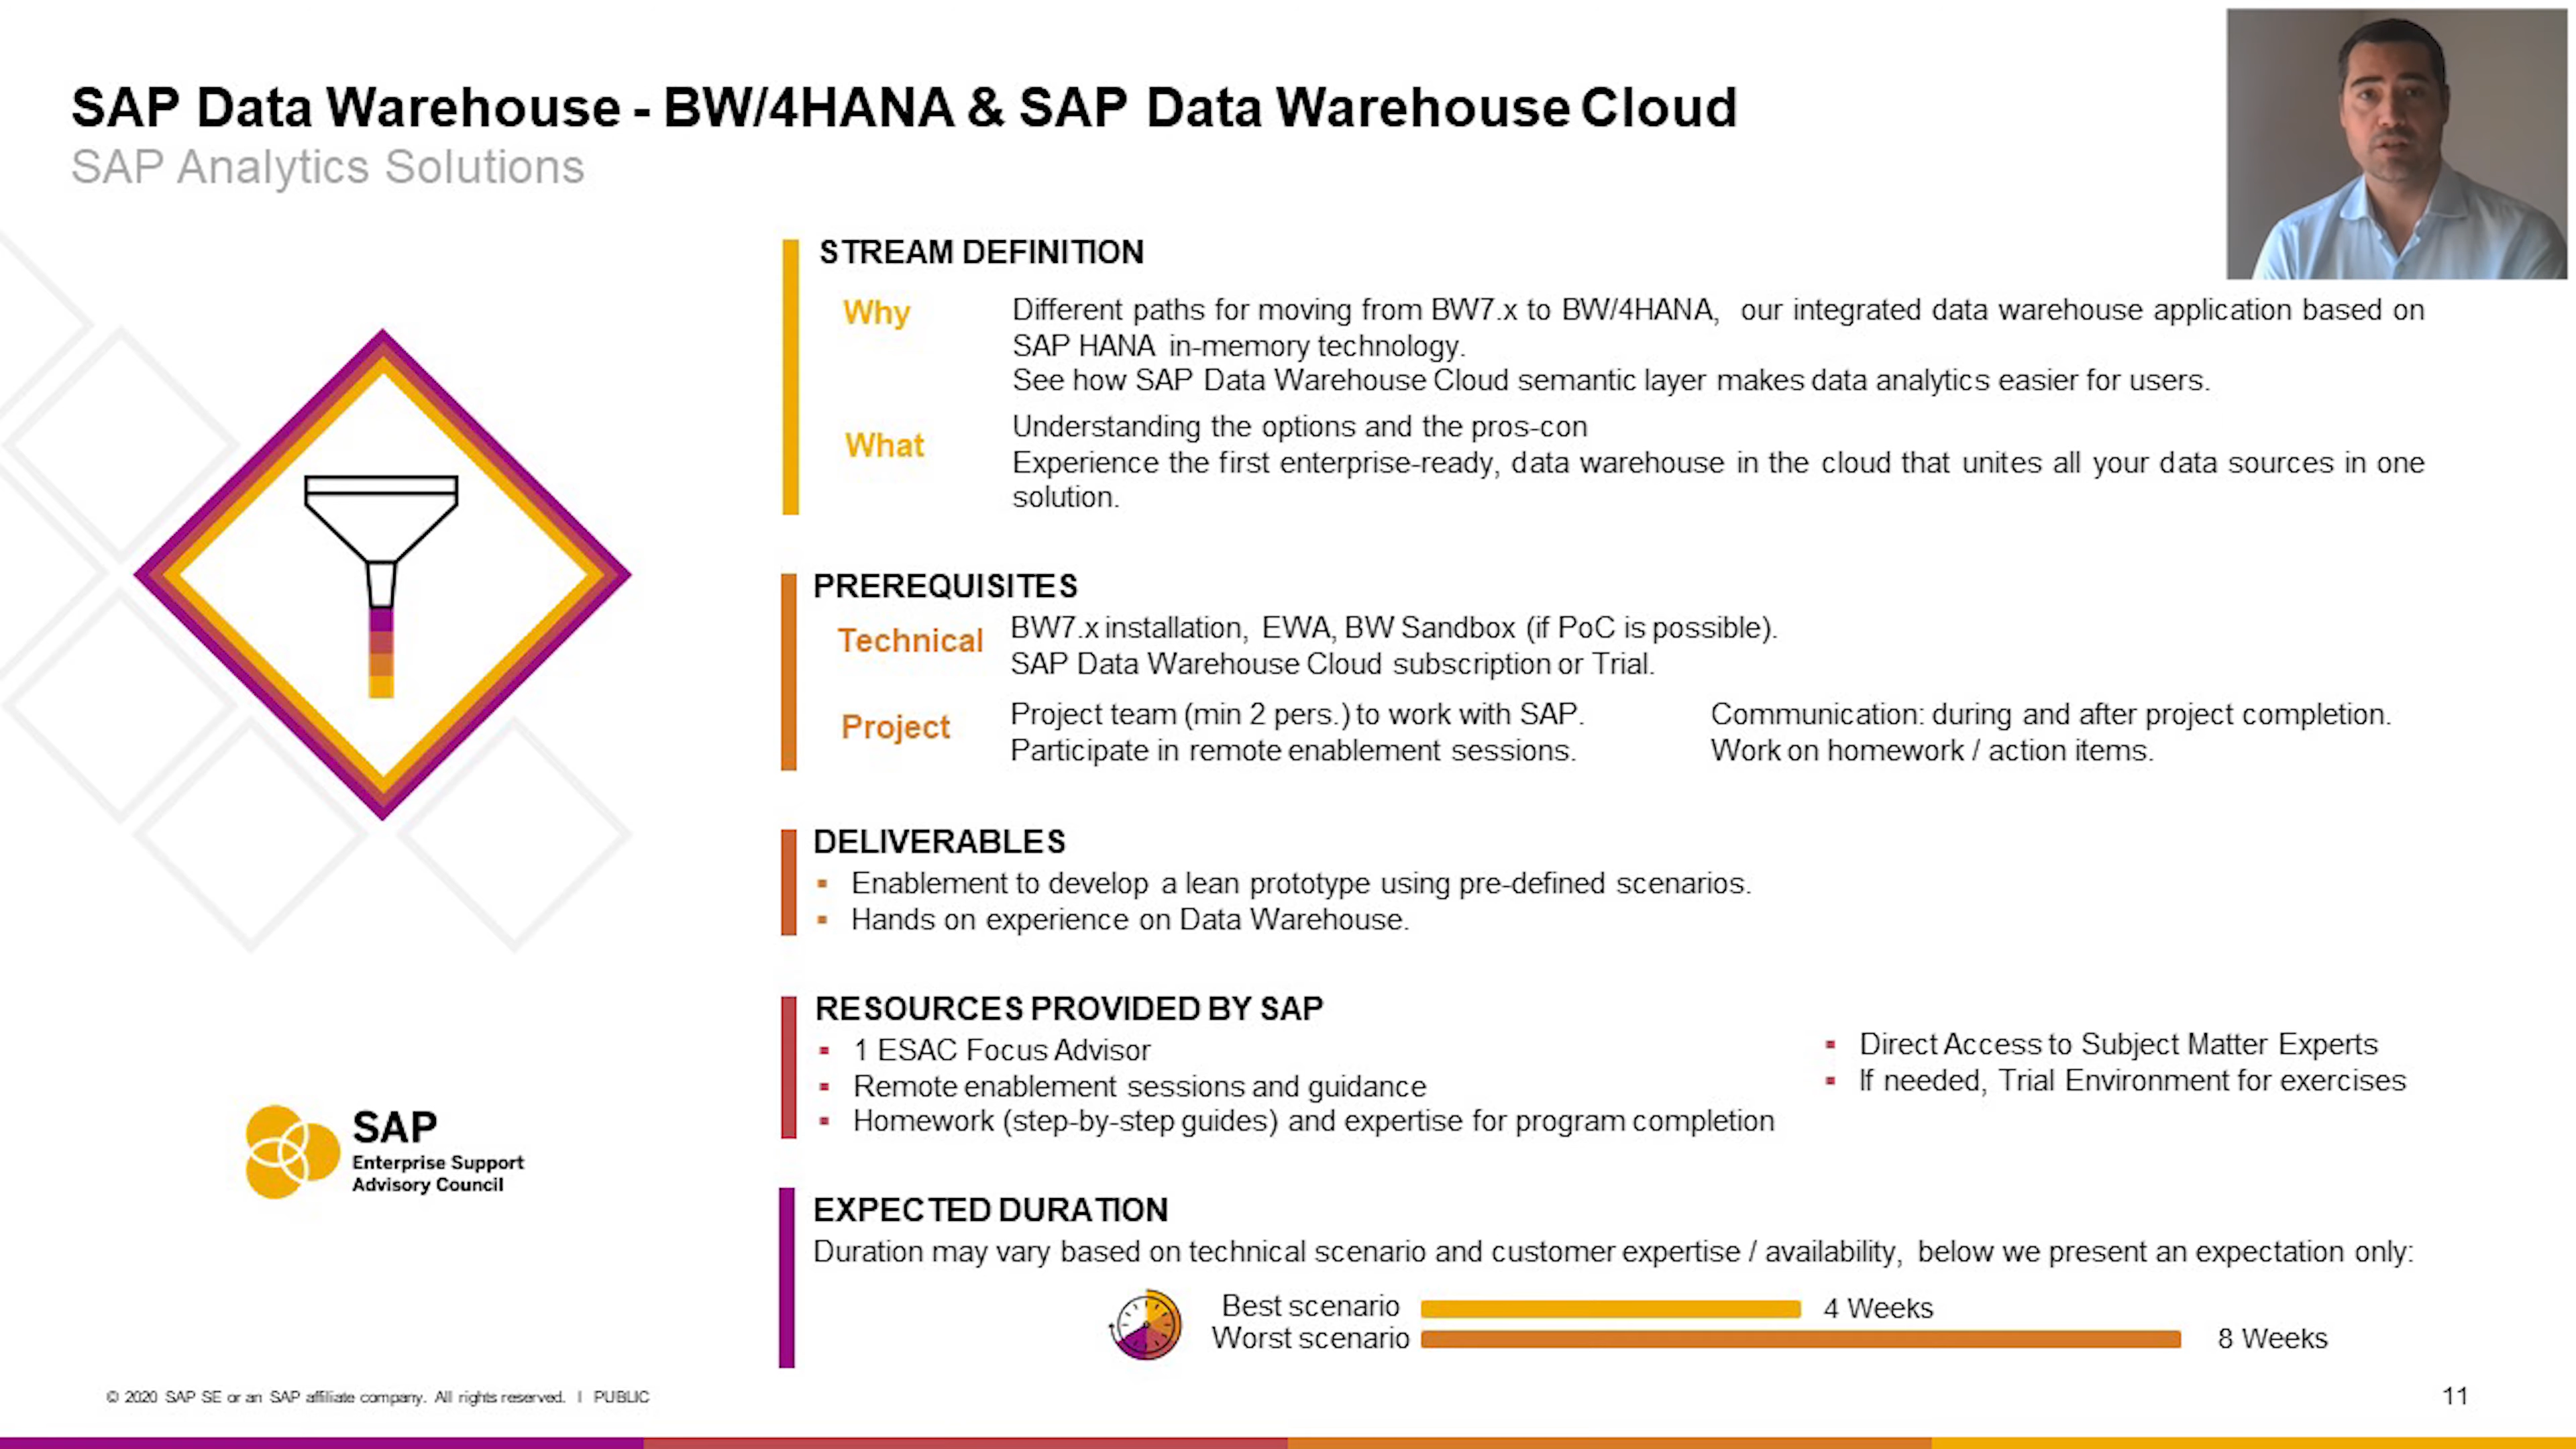 SAP Data Warehouse - BW/4HANA & SAP Data Warehouse Cloud
SAP Analytics Solutions
STREAM DEFINITION
Why
Different paths for moving from BW7.x to BW/4HANA, our integrated data warehouse application based on
SAP HANA in-memory technology.
See how SAP Data Warehouse Cloud semantic layer makes data analytics easier for users.
What
Understanding the options and the pros-con
Experience the first enterprise-ready, data warehouse in the cloud that unites all your data sources in one
solution.
PREREQUISITES
Technical
BW7.x installation, EWA, BW Sandbox (if PoC is possible).
SAP Data Warehouse Cloud subscription or Trial.
Project
Project team (min 2 pers.) to work with SAP.
Participate in remote enablement sessions.
Communication: during and after project completion.
Work on homework / action items.
DELIVERABLES
▪ Enablement to develop a lean prototype using pre-defined scenarios.
▪ Hands on experience on Data Warehouse.
RESOURCES PROVIDED BY SAP
▪ 1 ESAC Focus Advisor
▪ Remote enablement sessions and guidance
▪ Homework (step-by-step guides) and expertise for program completion
▪ Direct Access to Subject Matter Experts
▪ If needed, Trial Environment for exercises
SAP
Enterprise Support
Advisory Council
EXPECTED DURATION
Duration may vary based on technical scenario and customer expertise / availability, below we present an expectation only:
Best scenario 4 Weeks
Worst scenario 8 Weeks
© 2020 SAP SE or an SAP affiliate company. All rights reserved. I PUBLIC
11